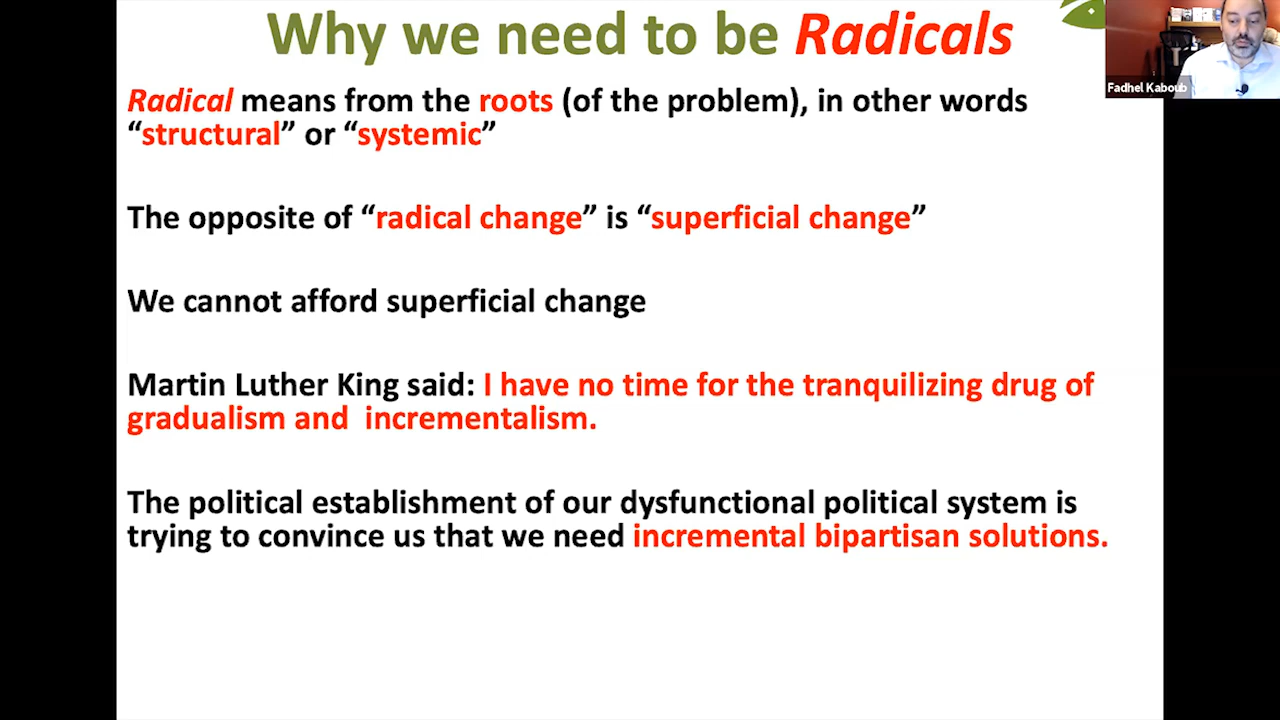 Why we need to be Radicals
Fadhel Kaboub
Radical means from the roots (of the problem), in other words
“structural” or “systemic”
The opposite of “radical change” is “superficial change”
We cannot afford superficial change
Martin Luther King said: I have no time for the tranquilizing drug of
gradualism and  incrementalism.
The political establishment of our dysfunctional political system is
trying to convince us that we need incremental bipartisan solutions.